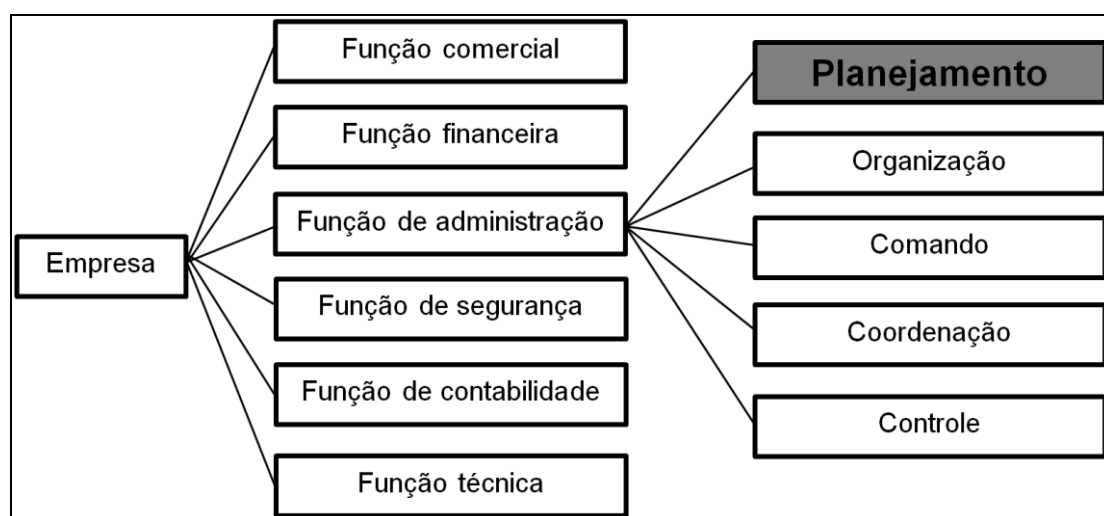 Empresa
Função comercial
Função financeira
Função de administração
Função de segurança
Função de contabilidade
Função técnica
Planejamento
Organização
Comando
Coordenação
Controle